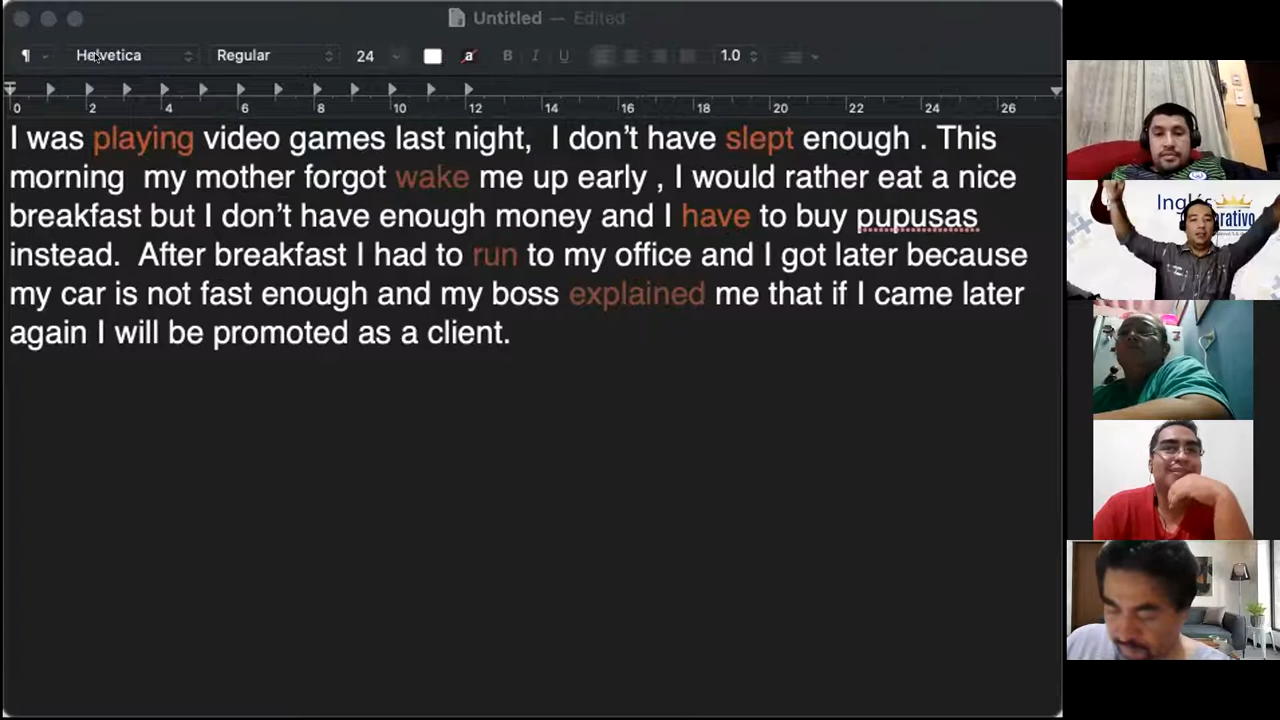 Untitled — Edited
¶ Helvetica Regular 24 a B I U 1.0
0 2 4 6 8 10 12 14 16 18 20 22 24 26
I was playing video games last night,  I don’t have slept enough . This
morning  my mother forgot wake me up early , I would rather eat a nice
breakfast but I don’t have enough money and I have to buy pupusas
instead.  After breakfast I had to run to my office and I got later because
my car is not fast enough and my boss explained me that if I came later
again I will be promoted as a client.
Inglés